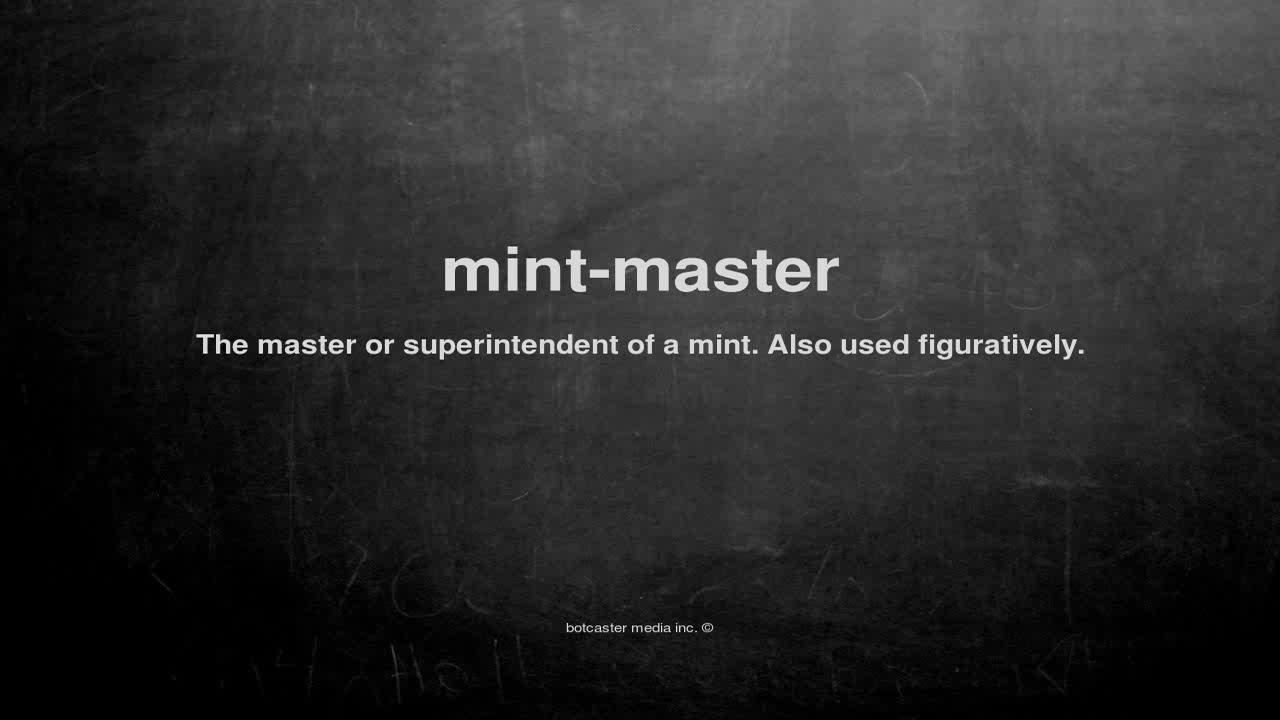 mint-master
The master or superintendent of a mint. Also used figuratively.
botcaster media inc. ©